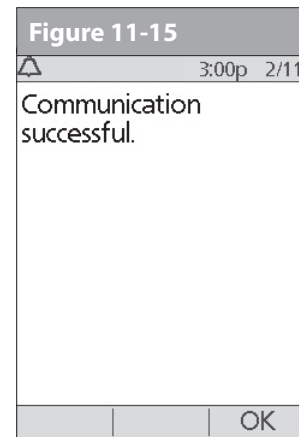 Figure 11-15
3:00p 2/11
Communication
successful.
OK